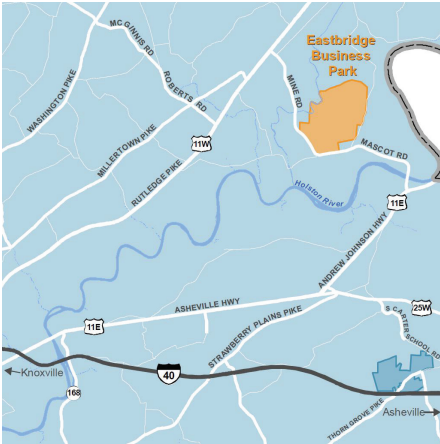 MC GINNIS RD
Eastbridge
Business
Park
WASHINGTON PIKE
ROBERTS RD
MINE RD
MILLERTOWN PIKE
11W
MASCOT RD
RUTLEDGE PIKE
Holston River
11E
ANDREW JOHNSON HWY
ASHEVILLE HWY
25W
11E
S CARTER SCHOOL RD
STRAWBERRY PLAINS PIKE
Knoxville
40
168
THORN GROVE PIKE
Asheville